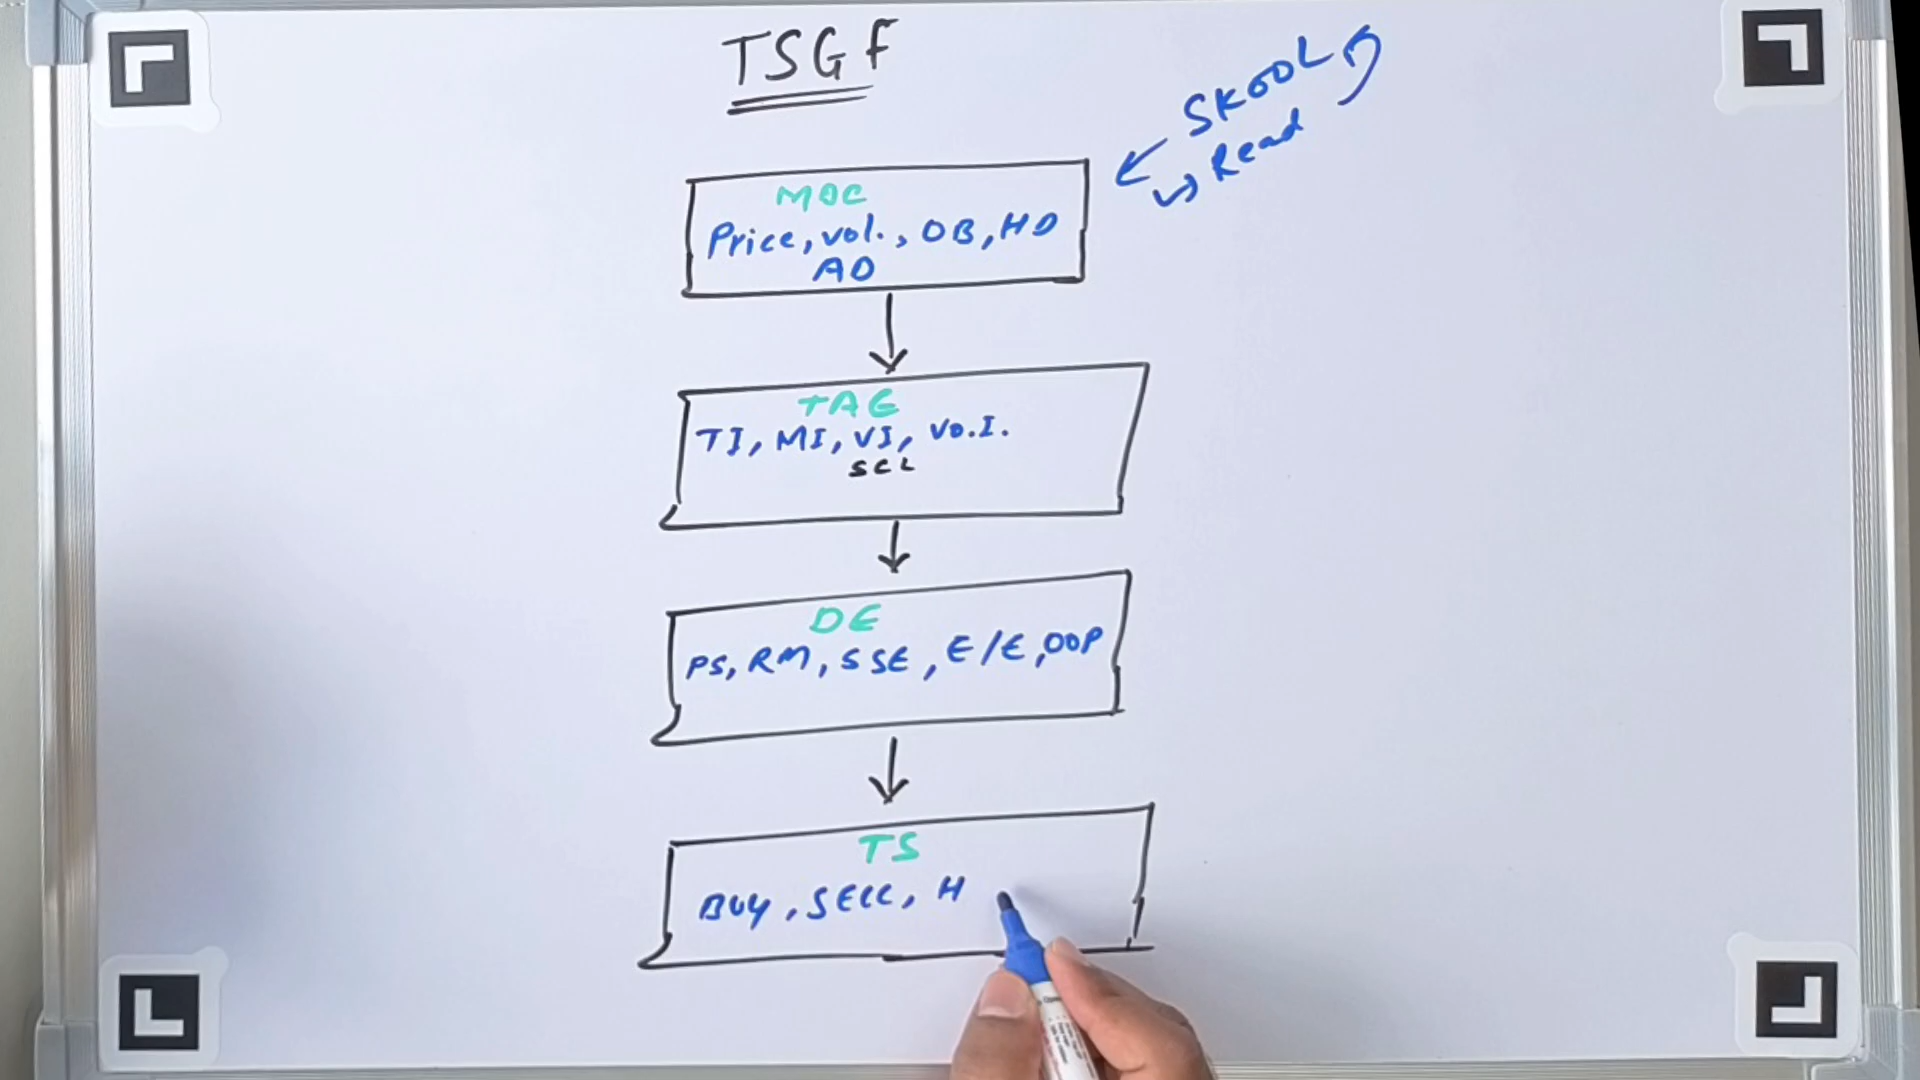 TSGF
SKOOL
Read
MDC
Price, vol., OB, HD
AD
TAE
TI, MI, VI, VO.I.
SCL
DE
PS, RM, SSE, E/E, OOP
TS
BUY, SELL, H